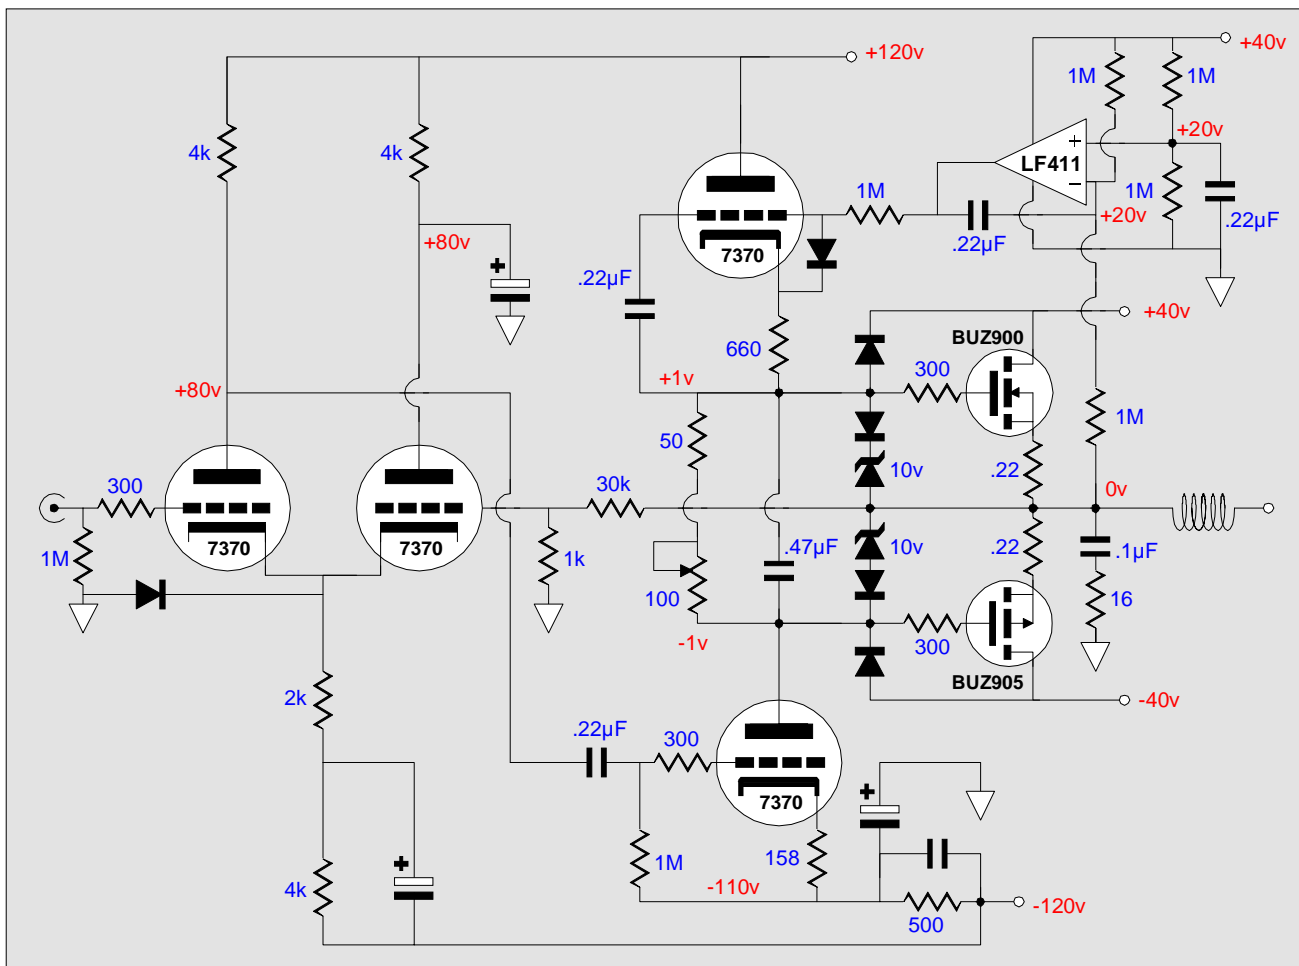 +120v
+40v
1M
1M
4k
4k
+20v
LF411
+
−
1M
1M
+20v
.22µF
.22µF
+80v
7370
+
.22µF
+40v
BUZ900
660
300
+80v
+1v
50
1M
10v
.22
300
30k
0v
7370
7370
1M
1k
.47µF
10v
.22
.1µF
100
16
-1v
300
BUZ905
2k
-40v
.22µF
300
+
7370
158
1M
+
4k
-110v
500
-120v